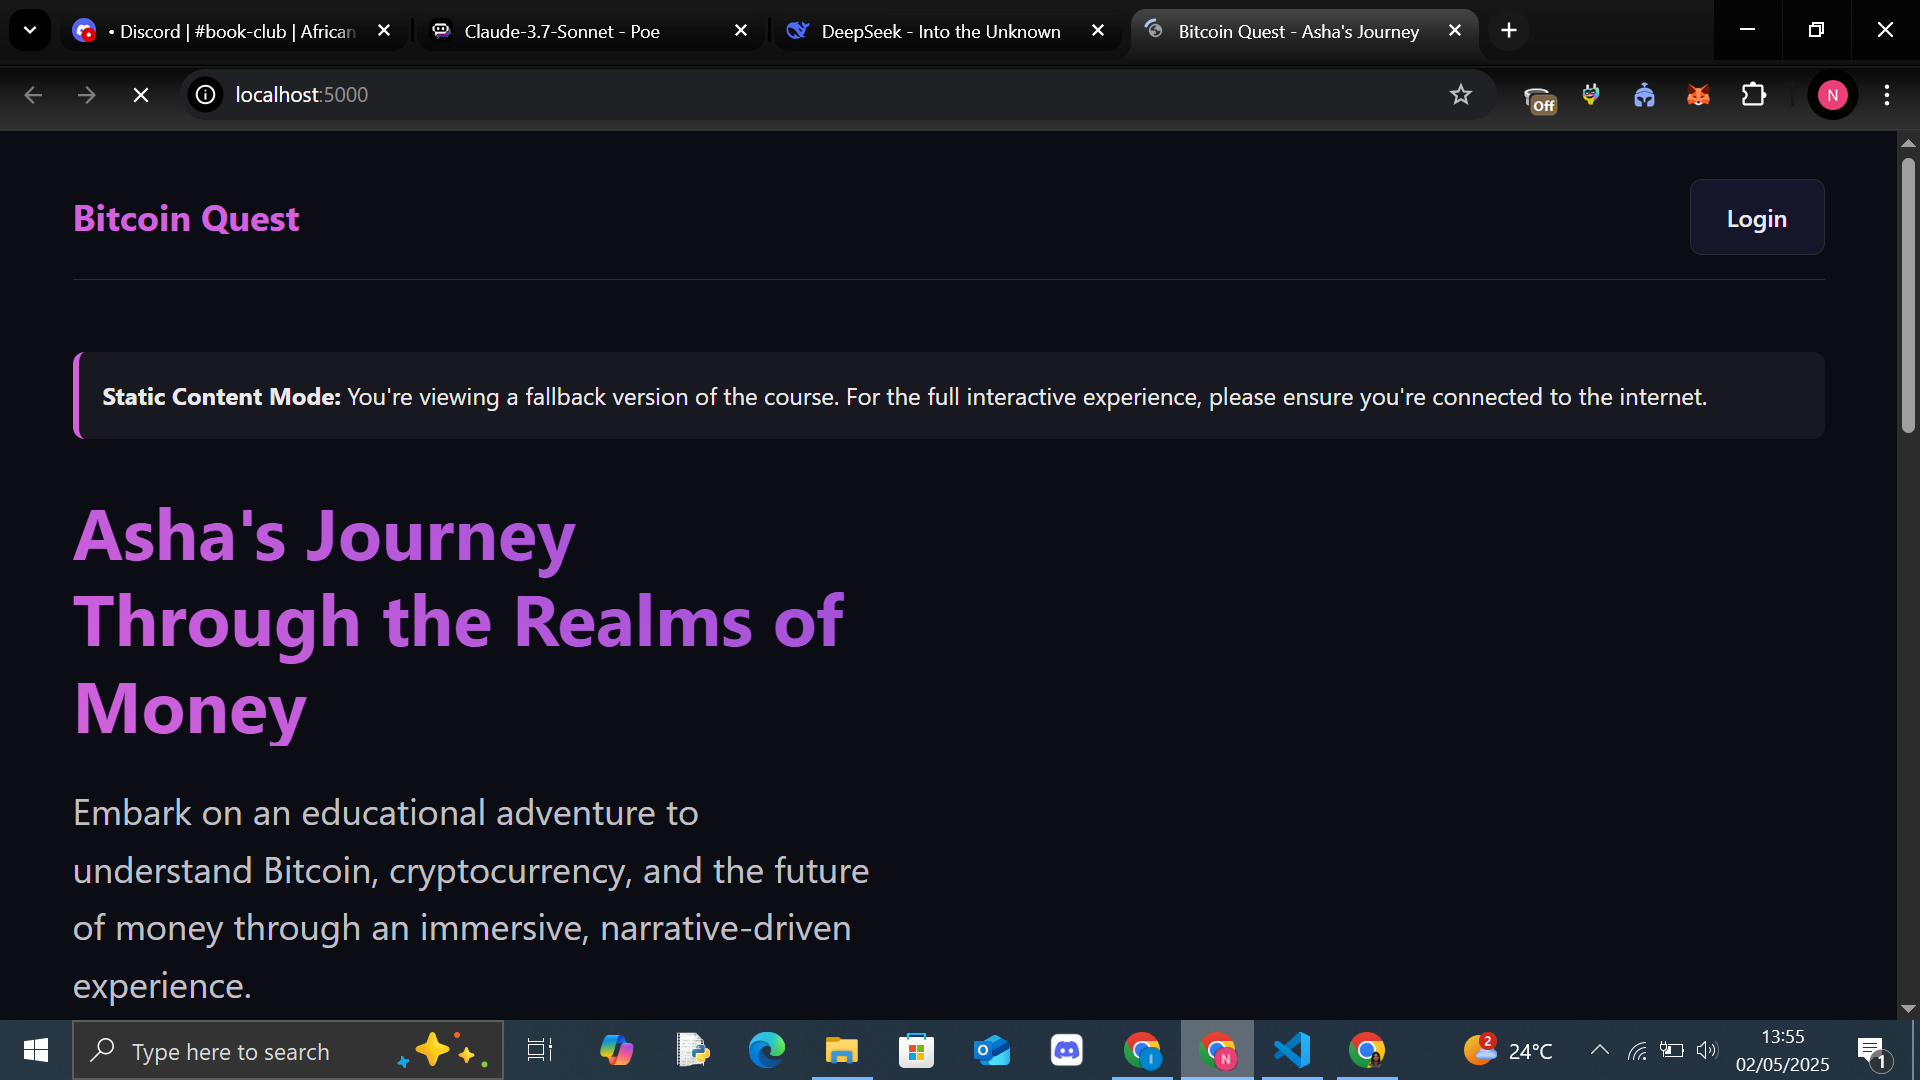 • Discord | #book-club | African
Claude-3.7-Sonnet - Poe
DeepSeek - Into the Unknown
Bitcoin Quest - Asha's Journey
localhost:5000
Off
N
Bitcoin Quest
Login
Static Content Mode: You're viewing a fallback version of the course. For the full interactive experience, please ensure you're connected to the internet.
Asha's Journey
Through the Realms of
Money
Embark on an educational adventure to
understand Bitcoin, cryptocurrency, and the future
of money through an immersive, narrative-driven
experience.
Type here to search
I
N
2
24°C
13:55
02/05/2025
1